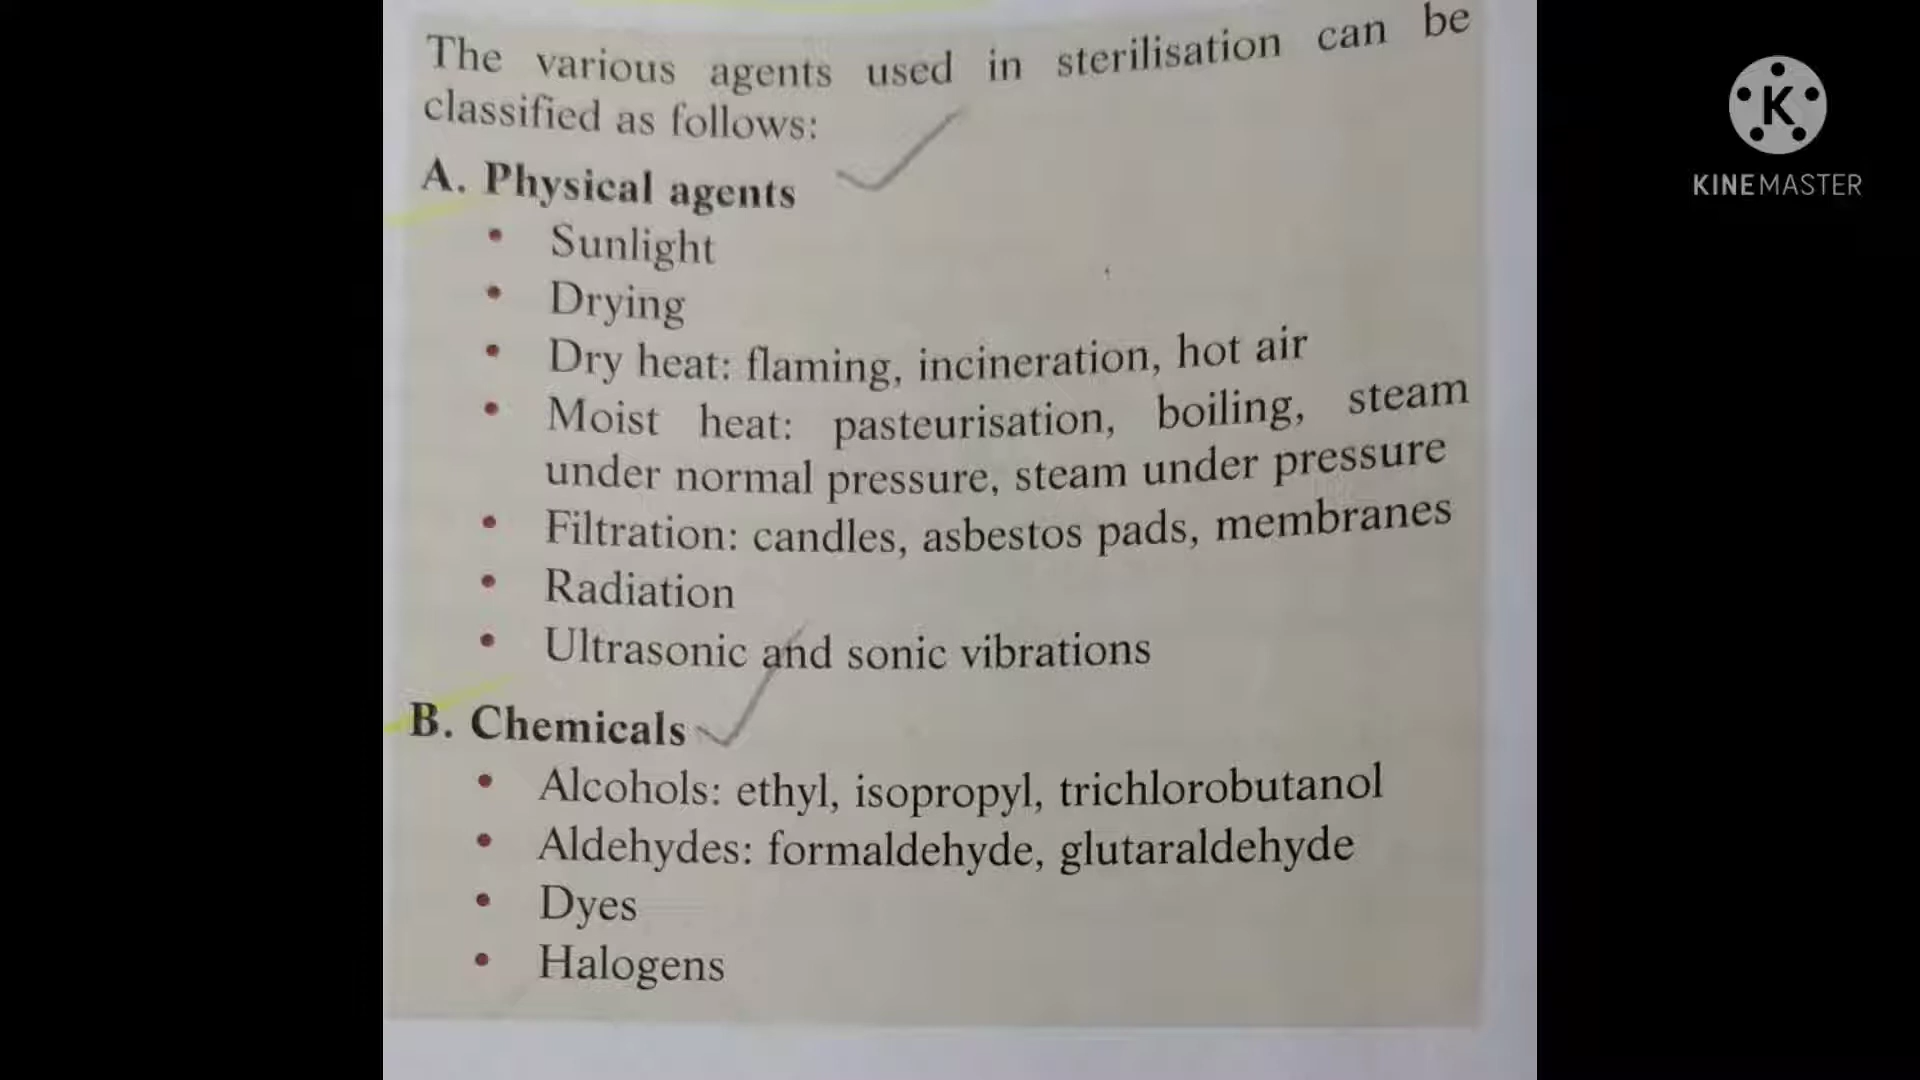 The various agents used in sterilisation can be
classified as follows:
A. Physical agents
• Sunlight
• Drying
• Dry heat: flaming, incineration, hot air
• Moist heat: pasteurisation, boiling, steam
under normal pressure, steam under pressure
• Filtration: candles, asbestos pads, membranes
• Radiation
• Ultrasonic and sonic vibrations
B. Chemicals
• Alcohols: ethyl, isopropyl, trichlorobutanol
• Aldehydes: formaldehyde, glutaraldehyde
• Dyes
• Halogens
K
KINEMASTER